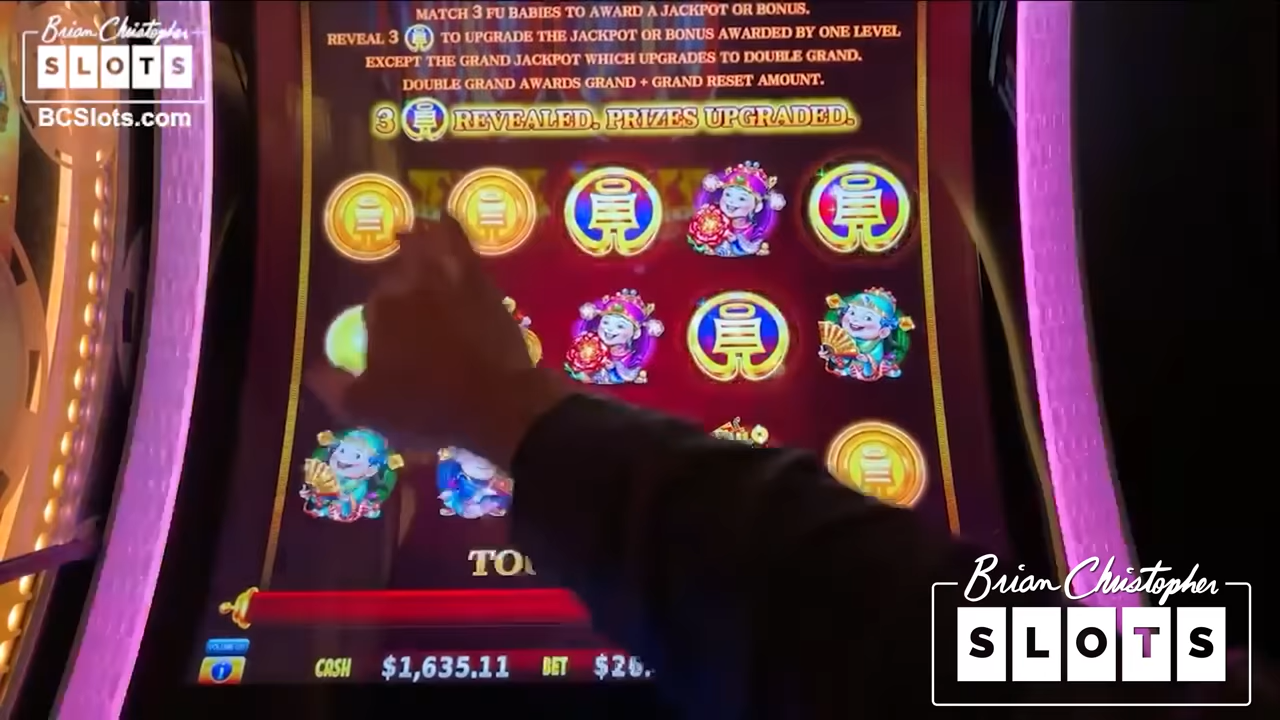 Brian Christopher
SLOTS
BCSlots.com
MATCH 3 FU BABIES TO AWARD A JACKPOT OR BONUS.
REVEAL 3 TO UPGRADE THE JACKPOT OR BONUS AWARDED BY ONE LEVEL
EXCEPT THE GRAND JACKPOT WHICH UPGRADES TO DOUBLE GRAND.
DOUBLE GRAND AWARDS GRAND + GRAND RESET AMOUNT.
3 REVEALED. PRIZES UPGRADED.
CASH $1,635.11 BET
Brian Christopher
SLOTS